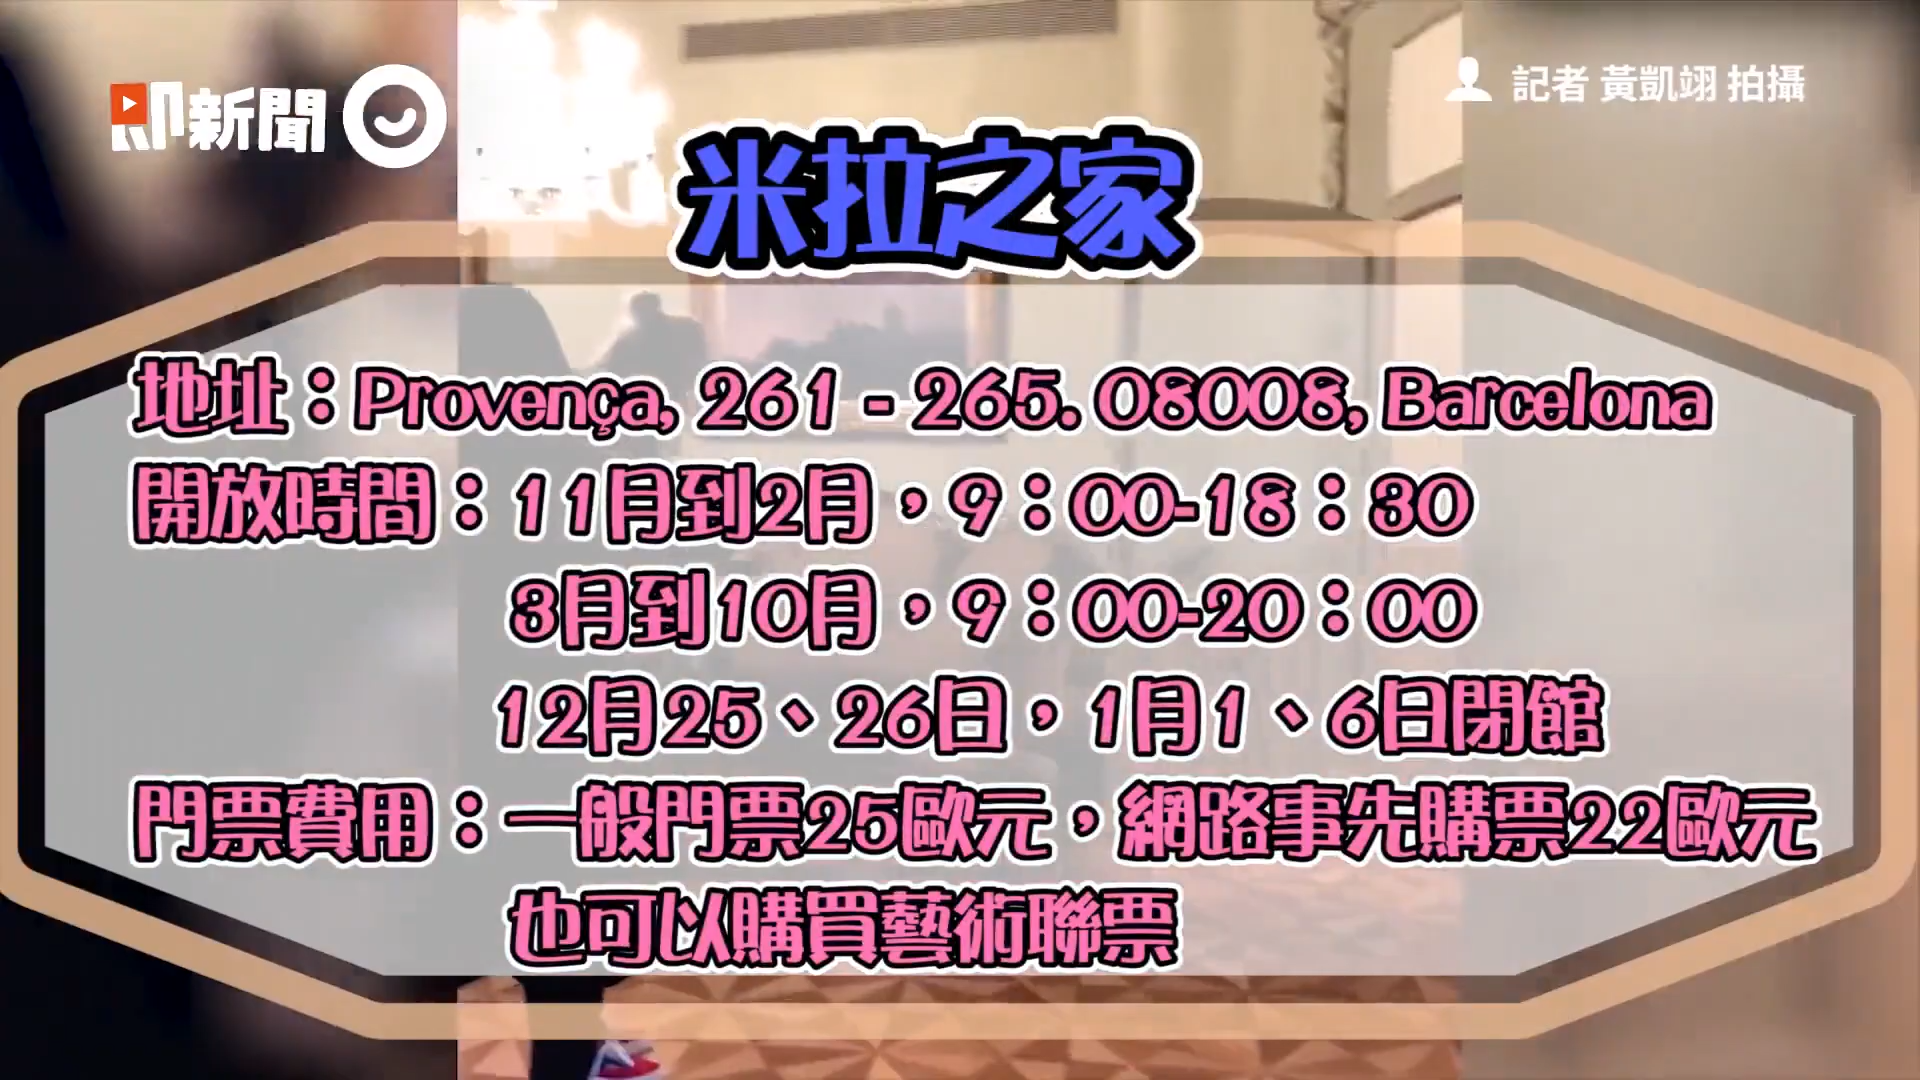 即新聞
記者 黃凱翊 拍攝
米拉之家
地址：Provença, 261 - 265. 08008, Barcelona
開放時間：11月到2月，9：00-18：30
3月到10月，9：00-20：00
12月25、26日，1月1、6日閉館
門票費用：一般門票25歐元，網路事先購票22歐元
也可以購買藝術聯票